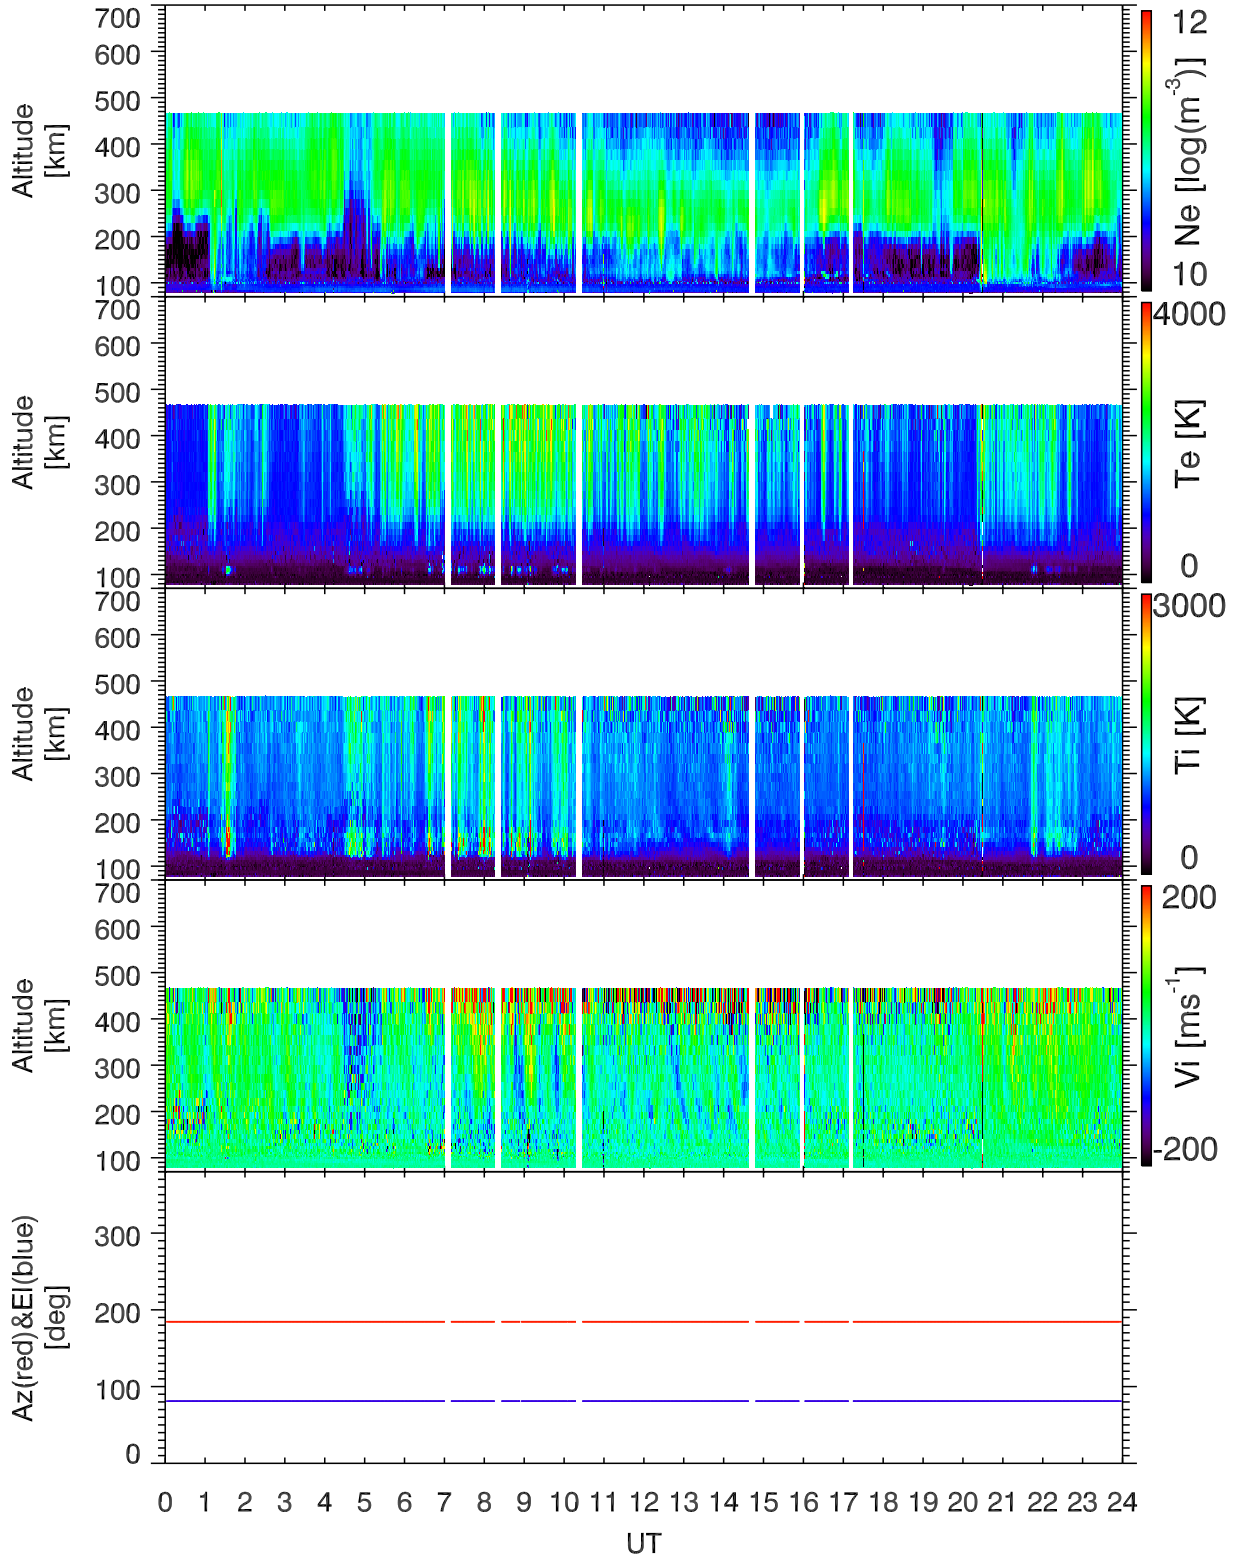 700
600
500
400
300
200
100
Altitude
[km]
12
Ne [log(m⁻³)]
10
700
600
500
400
300
200
100
Altitude
[km]
4000
Te [K]
0
700
600
500
400
300
200
100
Altitude
[km]
3000
Ti [K]
0
700
600
500
400
300
200
100
Altitude
[km]
200
Vi [ms⁻¹]
-200
300
200
100
0
Az(red)&El(blue)
[deg]
0 1 2 3 4 5 6 7 8 9 10 11 12 13 14 15 16 17 18 19 20 21 22 23 24
UT